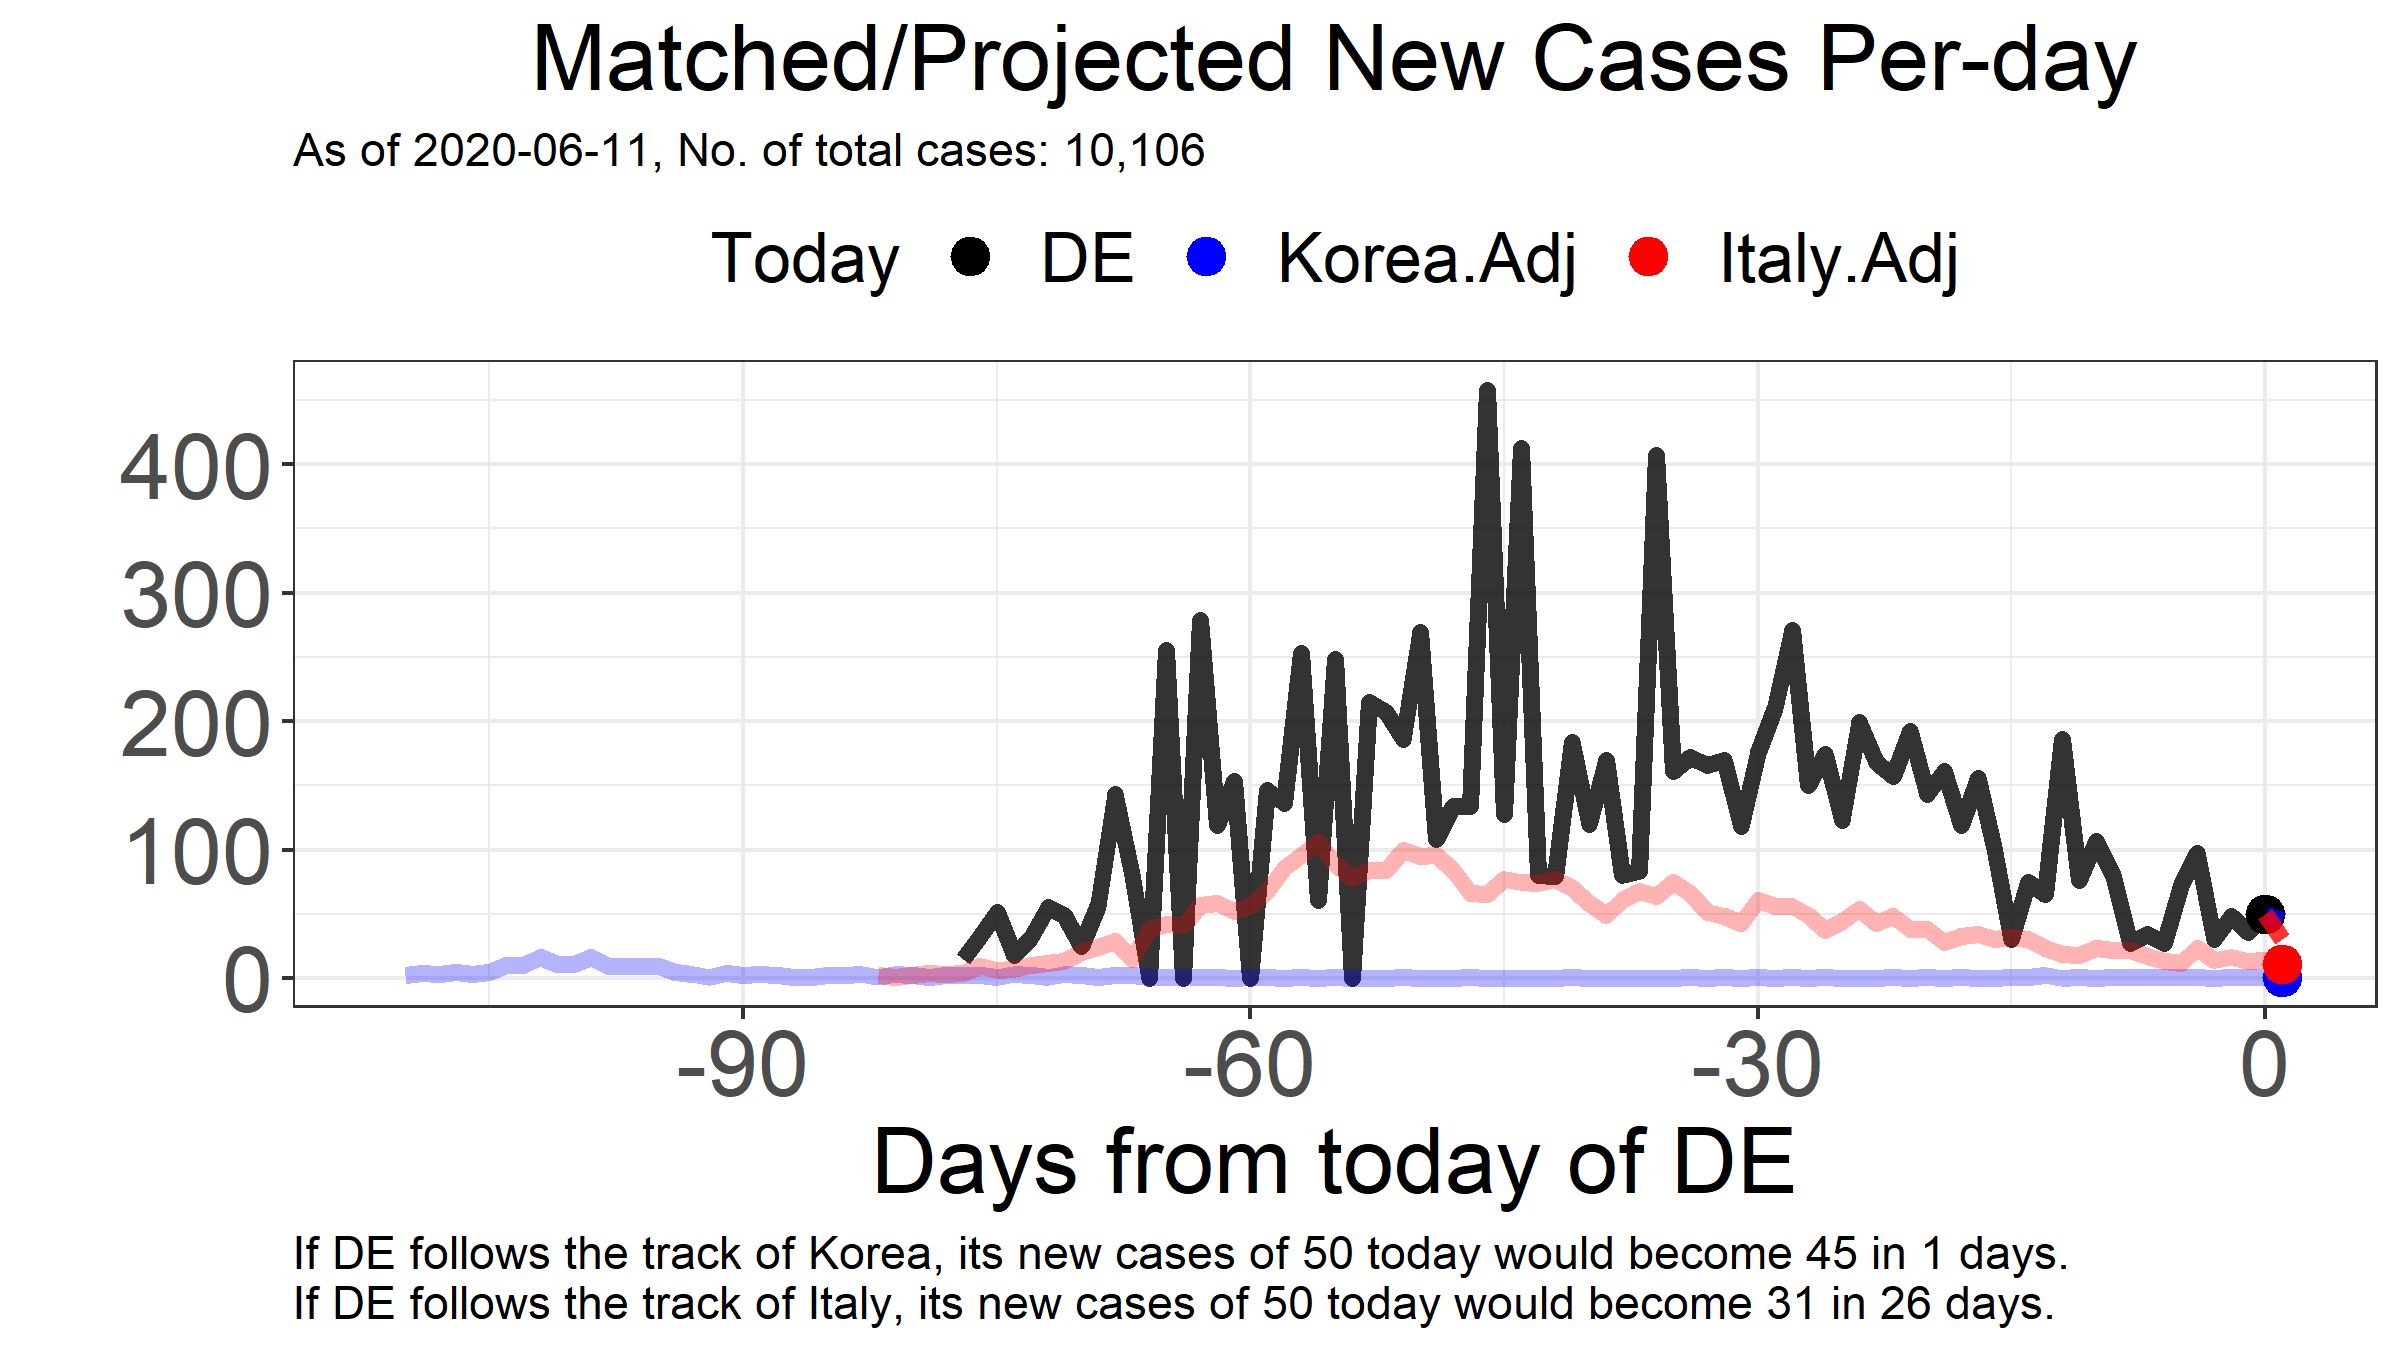 Matched/Projected New Cases Per-day
As of 2020-06-11, No. of total cases: 10,106
Today DE Korea.Adj Italy.Adj
400
300
200
100
0
-90 -60 -30 0
Days from today of DE
If DE follows the track of Korea, its new cases of 50 today would become 45 in 1 days.
If DE follows the track of Italy, its new cases of 50 today would become 31 in 26 days.